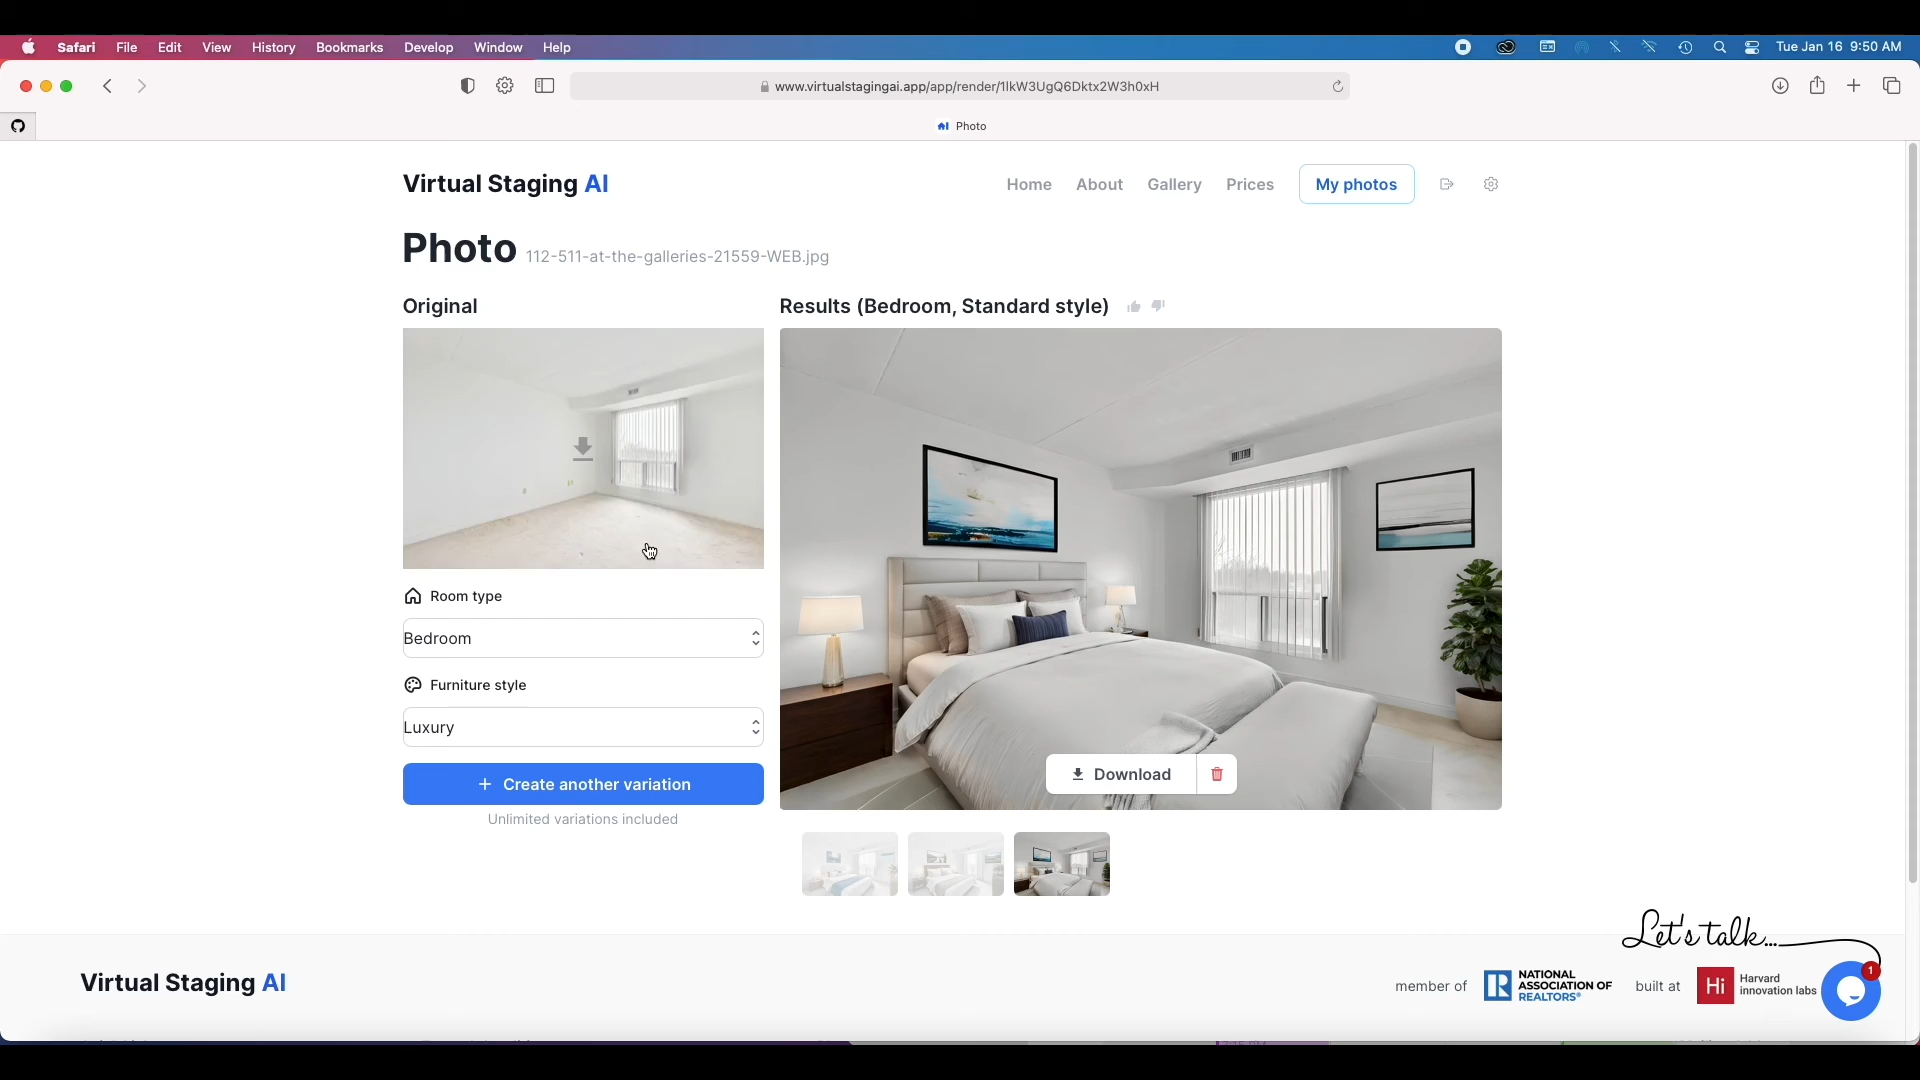 Safari File Edit View History Bookmarks Develop Window Help Tue Jan 16 9:50 AM
www.virtualstagingai.app/app/render/1lkW3UgQ6Dktx2W3h0xH
Photo
Virtual Staging AI
Home About Gallery Prices My photos
Photo 112-511-at-the-galleries-21559-WEB.jpg
Original
Results (Bedroom, Standard style)
Room type
Bedroom
Furniture style
Luxury
+ Create another variation
Unlimited variations included
Download
Let's talk...
Virtual Staging AI
member of
R NATIONAL
ASSOCIATION OF
REALTORS®
built at
Hi Harvard
innovation labs
1